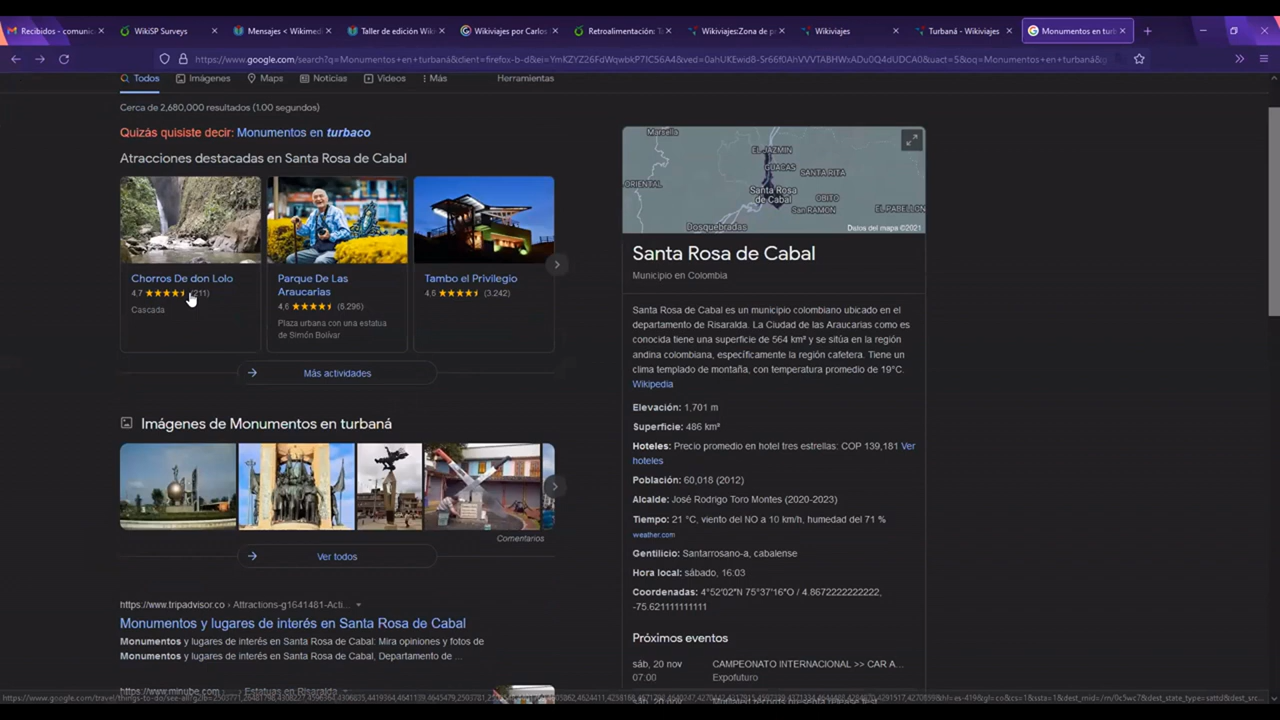 Recibidos - comunic
WikiSP Surveys
Mensajes < Wikimed
Taller de edición Wiki
Wikiviajes por Carlos
Retroalimentación: T
Wikiviajes:Zona de p
Wikiviajes
Turbaná - Wikiviajes
Monumentos en turb
Todos
Imágenes
Maps
Noticias
Videos
Más
Herramientas
Cerca de 2,680,000 resultados (1.00 segundos)
Quizás quisiste decir: Monumentos en turbaco
Atracciones destacadas en Santa Rosa de Cabal
Chorros De don Lolo
4.7
(211)
Cascada
Parque De Las
Araucarias
4,6
(5.296)
Plaza urbana con una estatua
de Simón Bolívar
Tambo el Privilegio
4,6
(3.242)
Más actividades
Imágenes de Monumentos en turbaná
Comentarios
Ver todos
https://www.tripadvisor.co › Attractions-g1641481-Acti...
Monumentos y lugares de interés en Santa Rosa de Cabal
Monumentos y lugares de interés en Santa Rosa de Cabal: Mira opiniones y fotos de
Monumentos y lugares de interés en Santa Rosa de Cabal, Departamento de ...
https://www.minube.com › Estatuas en Risaralda
Marsella
EL JAZMIN
GUACAS
SANTA RITA
ORIENTAL
Santa Rosa
de Cabal
OBITO
San RAMON
EL PABELLON
Dosquebradas
Datos del mapa ©2021
Santa Rosa de Cabal
Municipio en Colombia
Santa Rosa de Cabal es un municipio colombiano ubicado en el
departamento de Risaralda. La Ciudad de las Araucarias como es
conocida tiene una superficie de 564 km² y se sitúa en la región
andina colombiana, específicamente la región cafetera. Tiene un
clima templado de montaña, con temperatura promedio de 19°C.
Wikipedia
Elevación: 1,701 m
Superficie: 486 km²
Hoteles: Precio promedio en hotel tres estrellas: COP 139,181 Ver
hoteles
Población: 60,018 (2012)
Alcalde: José Rodrigo Toro Montes (2020-2023)
Tiempo: 21 °C, viento del NO a 10 km/h, humedad del 71 %
weather.com
Gentilicio: Santarrosano-a, cabalense
Hora local: sábado, 16:03
Coordenadas: 4°52′02″N 75°37′16″O / 4.8672222222222,
-75.621111111111
Próximos eventos
sáb, 20 nov
CAMPEONATO INTERNACIONAL >> CAR A...
07:00
Expofuturo